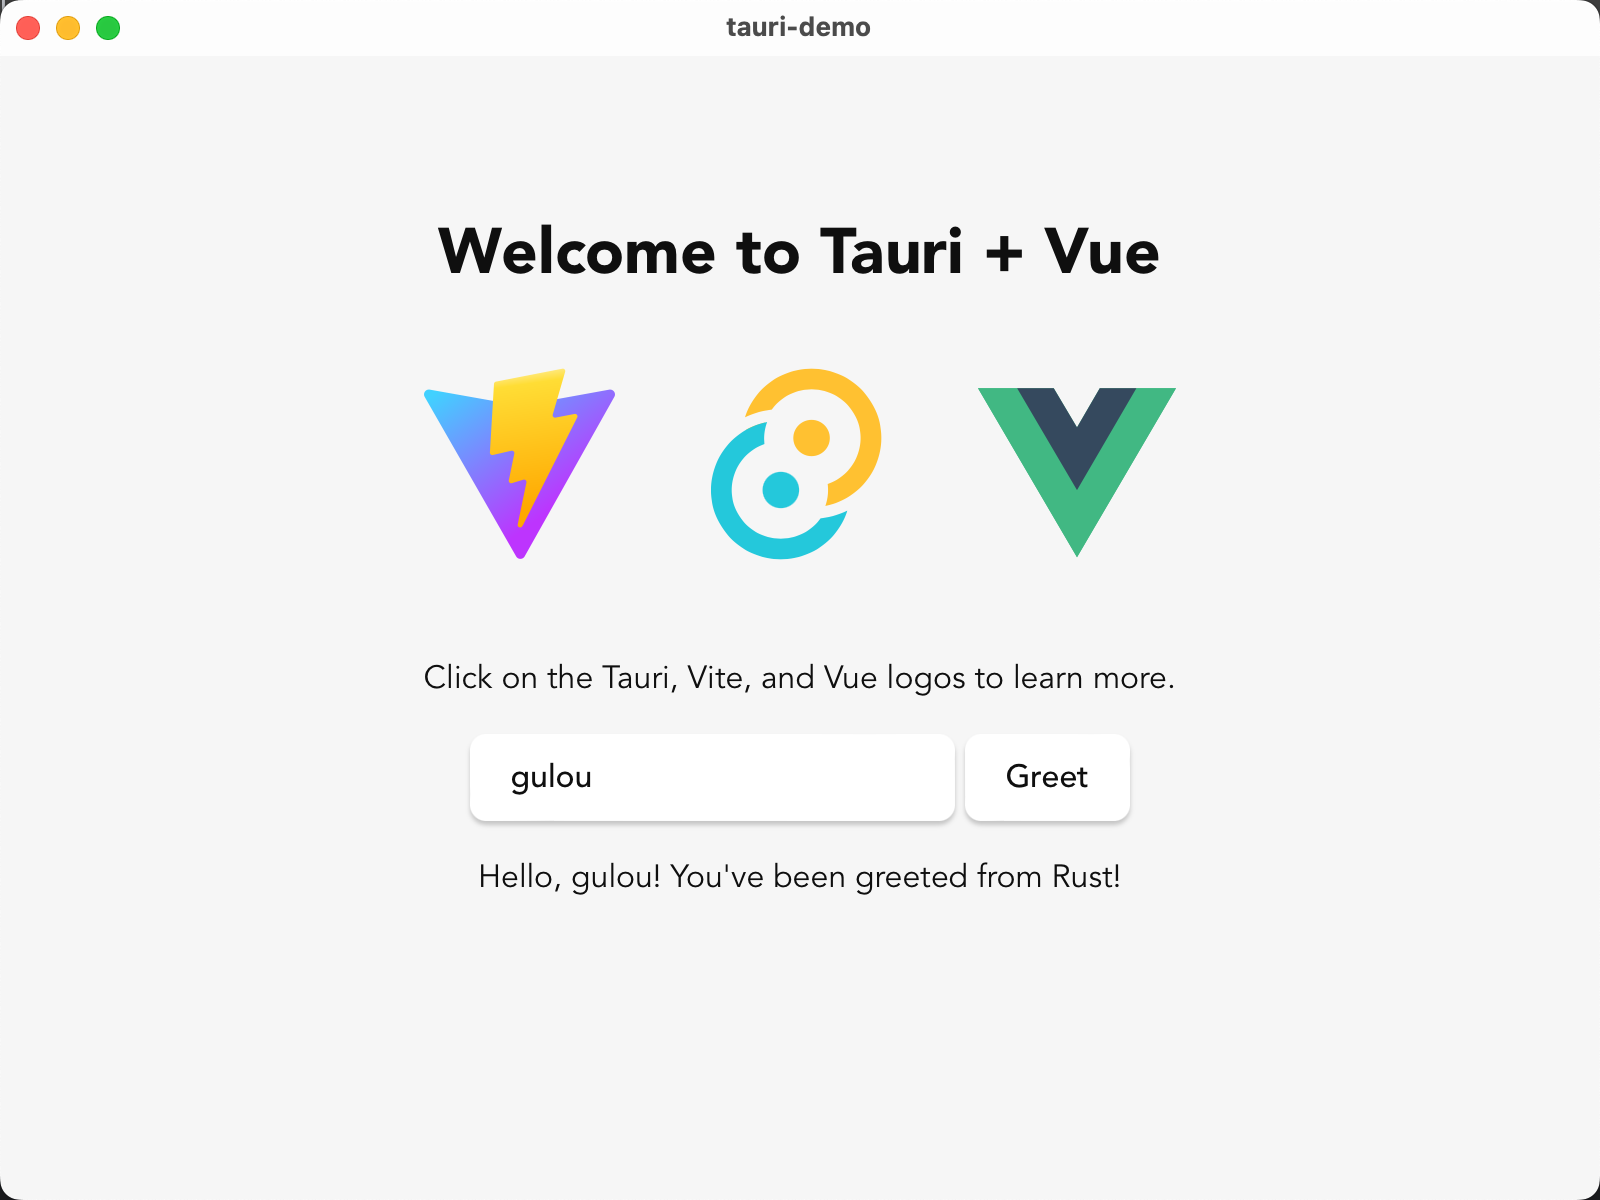 tauri-demo
Welcome to Tauri + Vue
Click on the Tauri, Vite, and Vue logos to learn more.
gulou
Greet
Hello, gulou! You've been greeted from Rust!